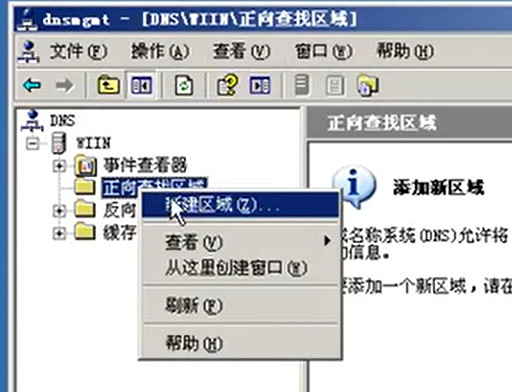 dnsmgmt - [DNS\WIIN\正向查找区域]
文件(F) 操作(A) 查看(V) 窗口(W) 帮助(H)
DNS
WIIN
事件查看器
正向查找区域
反向
缓存
新建区域(Z)...
查看(V)
从这里创建窗口(W)
刷新(F)
帮助(H)
正向查找区域
添加新区域
名称系统(DNS)允许将
的信息。
要添加一个新区域，请在